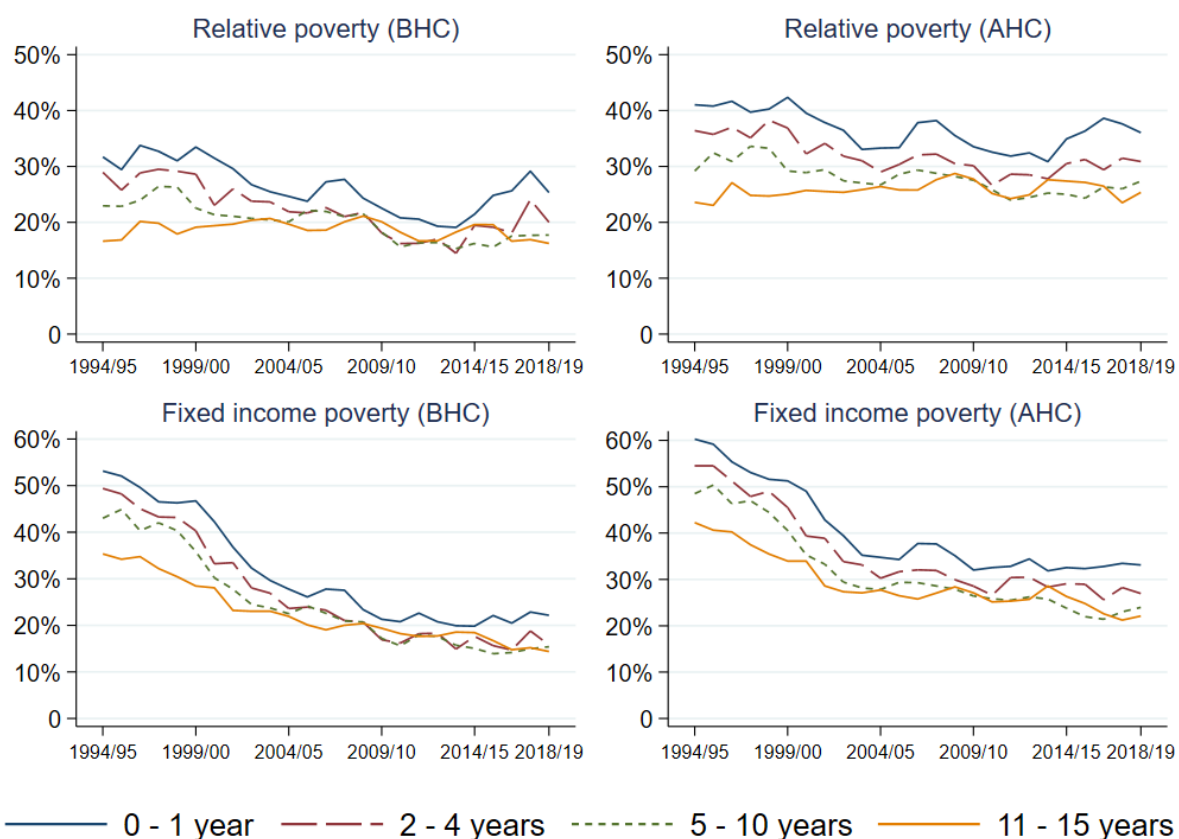 Relative poverty (BHC)
50%
40%
30%
20%
10%
0
1994/95 1999/00 2004/05 2009/10 2014/15 2018/19
Relative poverty (AHC)
50%
40%
30%
20%
10%
0
1994/95 1999/00 2004/05 2009/10 2014/15 2018/19
Fixed income poverty (BHC)
60%
50%
40%
30%
20%
10%
0
1994/95 1999/00 2004/05 2009/10 2014/15 2018/19
Fixed income poverty (AHC)
60%
50%
40%
30%
20%
10%
0
1994/95 1999/00 2004/05 2009/10 2014/15 2018/19
0 - 1 year 2 - 4 years 5 - 10 years 11 - 15 years